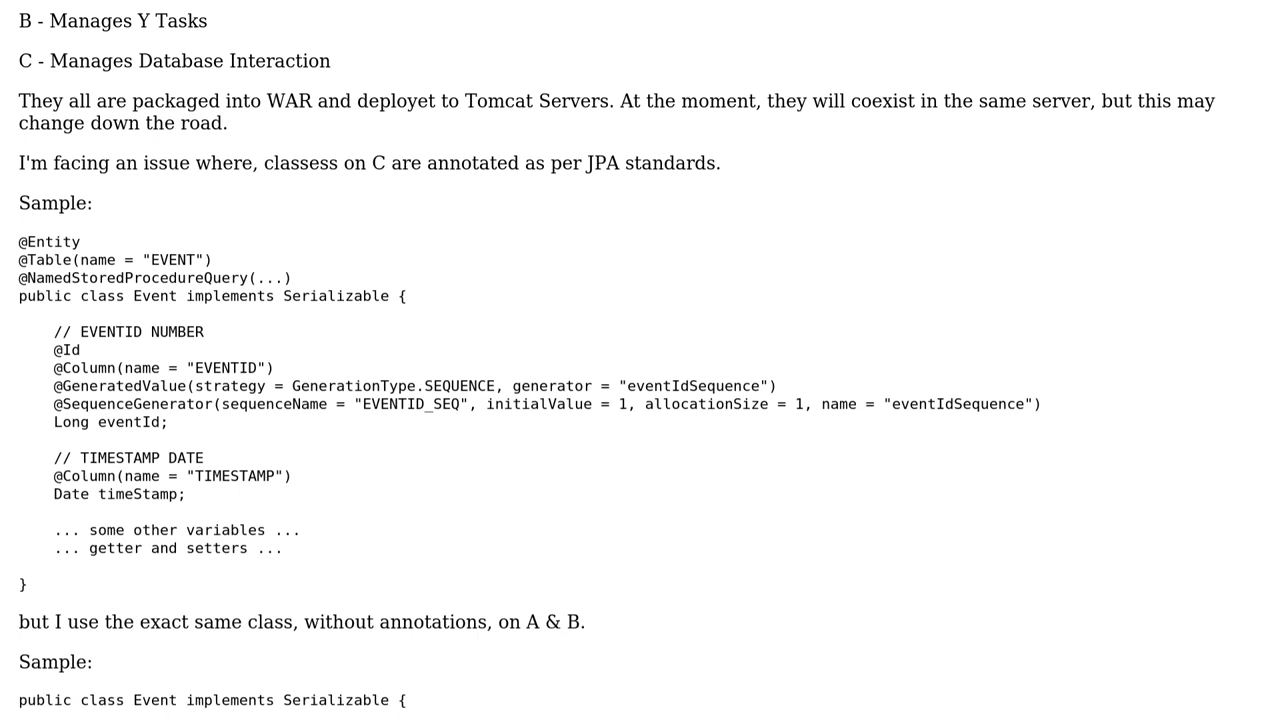 B - Manages Y Tasks
C - Manages Database Interaction
They all are packaged into WAR and deployet to Tomcat Servers. At the moment, they will coexist in the same server, but this may
change down the road.
I'm facing an issue where, classess on C are annotated as per JPA standards.
Sample:
@Entity
@Table(name = "EVENT")
@NamedStoredProcedureQuery(...)
public class Event implements Serializable {
    // EVENTID NUMBER
    @Id
    @Column(name = "EVENTID")
    @GeneratedValue(strategy = GenerationType.SEQUENCE, generator = "eventIdSequence")
    @SequenceGenerator(sequenceName = "EVENTID_SEQ", initialValue = 1, allocationSize = 1, name = "eventIdSequence")
    Long eventId;
    // TIMESTAMP DATE
    @Column(name = "TIMESTAMP")
    Date timeStamp;
    ... some other variables ...
    ... getter and setters ...
}
but I use the exact same class, without annotations, on A & B.
Sample:
public class Event implements Serializable {